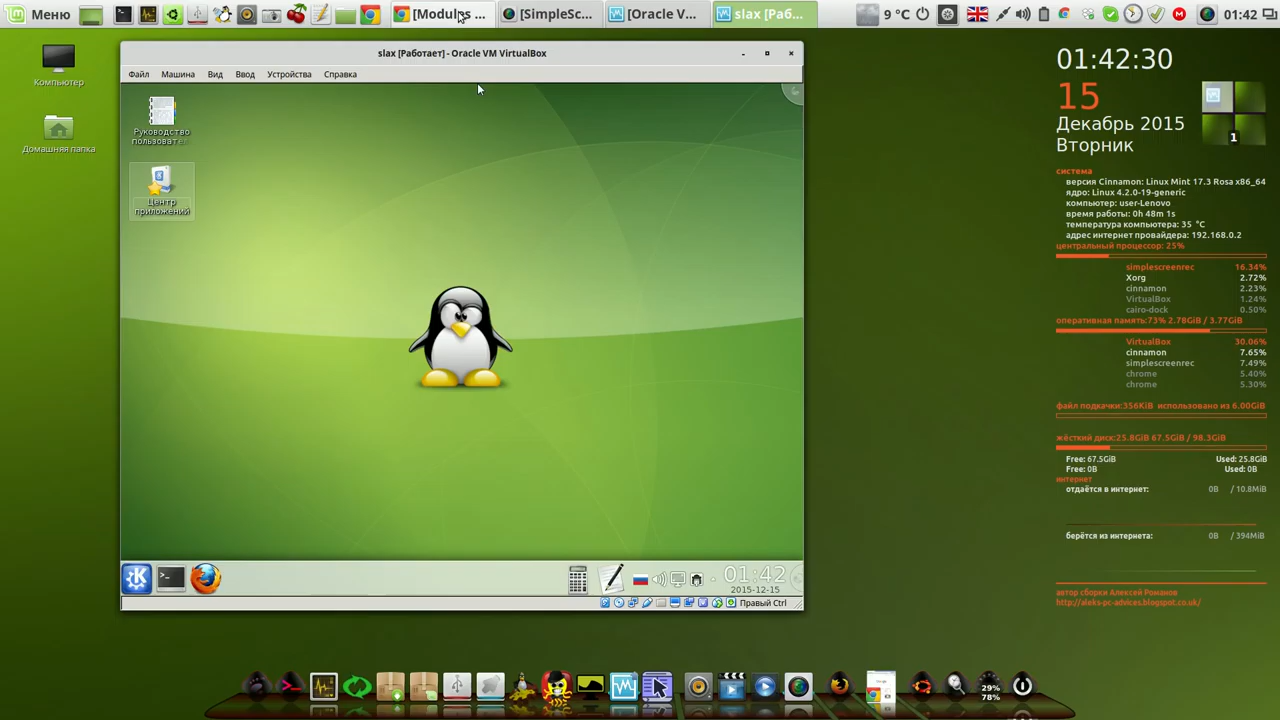 Меню
[Modules ...
[SimpleSc...
[Oracle V...
slax [Раб...
9 °C
01:42
Компьютер
Домашняя папка
slax [Работает] - Oracle VM VirtualBox
Файл
Машина
Вид
Ввод
Устройства
Справка
Руководство
пользовате
Центр
приложений
01:42
2015-12-15
Правый Ctrl
01:42:30
15
Декабрь 2015
Вторник
1
система
версия Cinnamon: Linux Mint 17.3 Rosa x86_64
ядро: Linux 4.2.0-19-generic
компьютер: user-Lenovo
время работы: 0h 48m 1s
температура компьютера: 35 °C
адрес интернет провайдера: 192.168.0.2
центральный процессор: 25%
simplescreenrec 16.34%
Xorg 2.72%
cinnamon 2.23%
VirtualBox 1.24%
cairo-dock 0.50%
оперативная память:73% 2.78GiB / 3.77GiB
VirtualBox 30.06%
cinnamon 7.65%
simplescreenrec 7.49%
chrome 5.40%
chrome 5.30%
файл подкачки:356KiB использовано из 6.00GiB
жёсткий диск:25.8GiB 67.5GiB / 98.3GiB
Free: 67.5GiB Used: 25.8GiB
Free: 0B Used: 0B
интернет
отдаётся в интернет: 0B / 10.8MiB
берётся из интернета: 0B / 394MiB
автор сборки Алексей Романов
http://aleks-pc-advices.blogspot.co.uk/
29%
78%